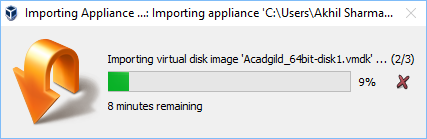 Importing Appliance ...: Importing appliance 'C:\Users\Akhil Sharma...
Importing virtual disk image 'Acadgild_64bit-disk1.vmdk' ... (2/3)
9%
8 minutes remaining